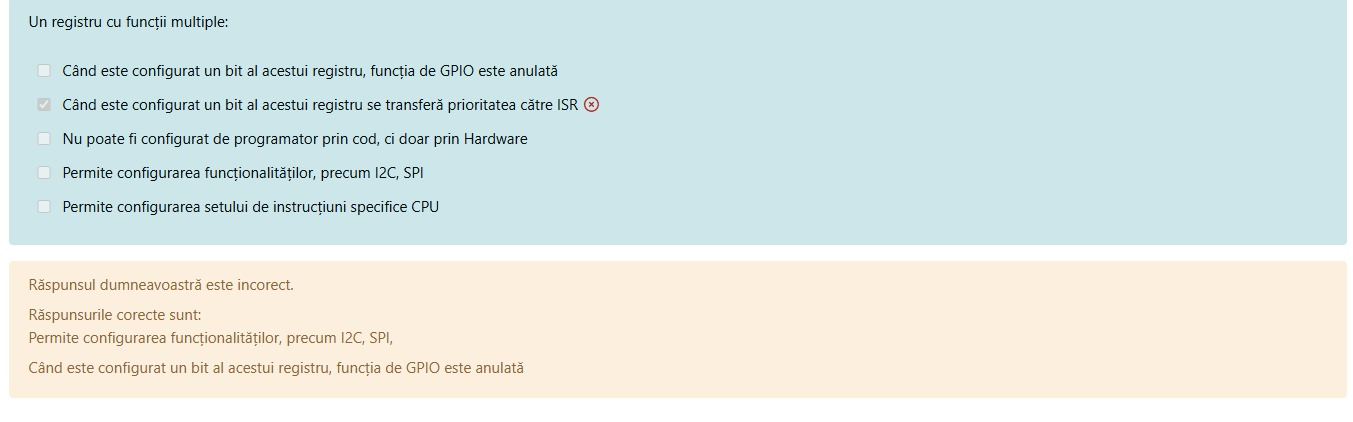 Un registru cu funcții multiple:
Când este configurat un bit al acestui registru, funcția de GPIO este anulată
Când este configurat un bit al acestui registru se transferă prioritatea către ISR
Nu poate fi configurat de programator prin cod, ci doar prin Hardware
Permite configurarea funcționalităților, precum I2C, SPI
Permite configurarea setului de instrucțiuni specifice CPU
Răspunsul dumneavoastră este incorect.
Răspunsurile corecte sunt:
Permite configurarea funcționalităților, precum I2C, SPI,
Când este configurat un bit al acestui registru, funcția de GPIO este anulată